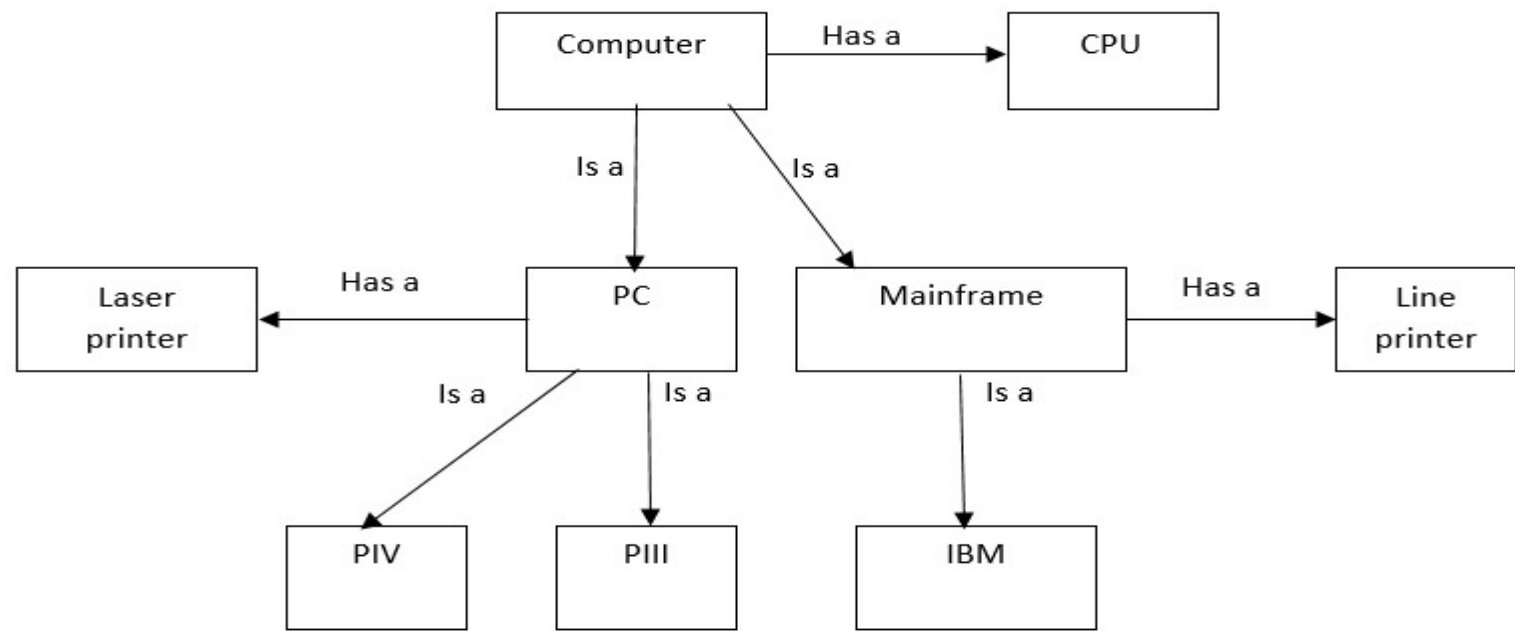 Computer
Has a
CPU
Is a
Is a
Laser
printer
Has a
PC
Mainframe
Has a
Line
printer
Is a
Is a
Is a
PIV
PIII
IBM